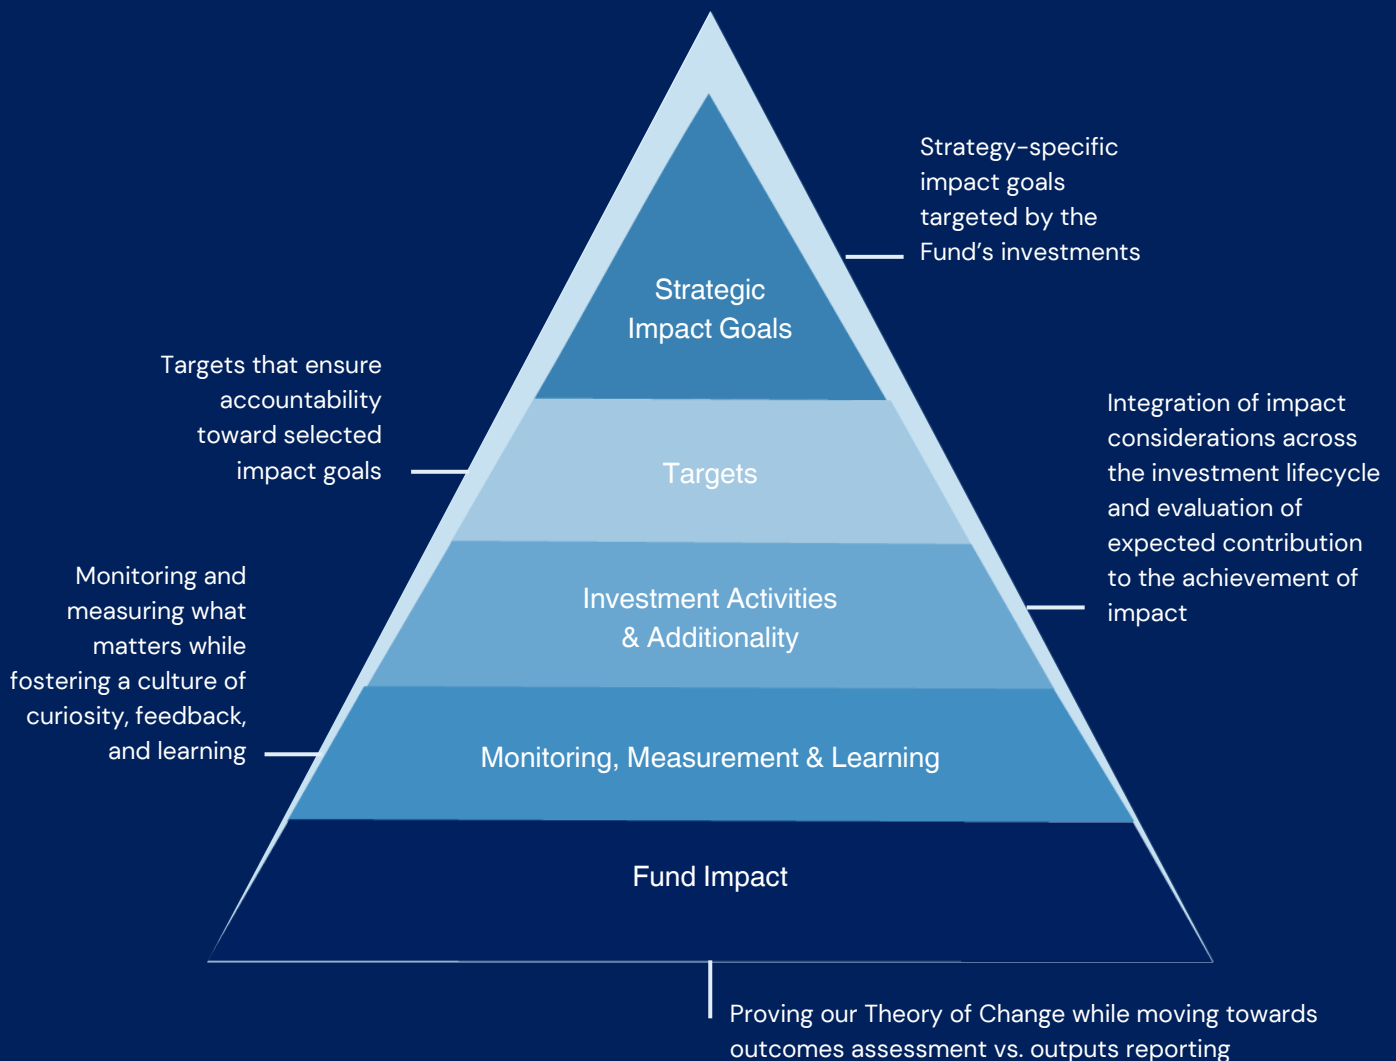 Strategy-specific
impact goals
targeted by the
Fund's investments
Strategic
Impact Goals
Targets that ensure
accountability
toward selected
impact goals
Targets
Integration of impact
considerations across
the investment lifecycle
and evaluation of
expected contribution
to the achievement of
impact
Investment Activities
& Additionality
Monitoring and
measuring what
matters while
fostering a culture of
curiosity, feedback,
and learning
Monitoring, Measurement & Learning
Fund Impact
Proving our Theory of Change while moving towards
outcomes assessment vs. outputs reporting